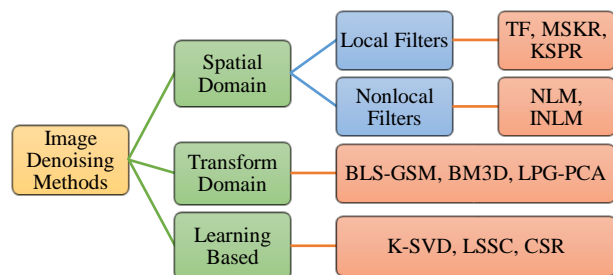 Image
Denoising
Methods
Spatial
Domain
Local Filters
TF, MSKR,
KSPR
Nonlocal
Filters
NLM,
INLM
Transform
Domain
BLS-GSM, BM3D, LPG-PCA
Learning
Based
K-SVD, LSSC, CSR